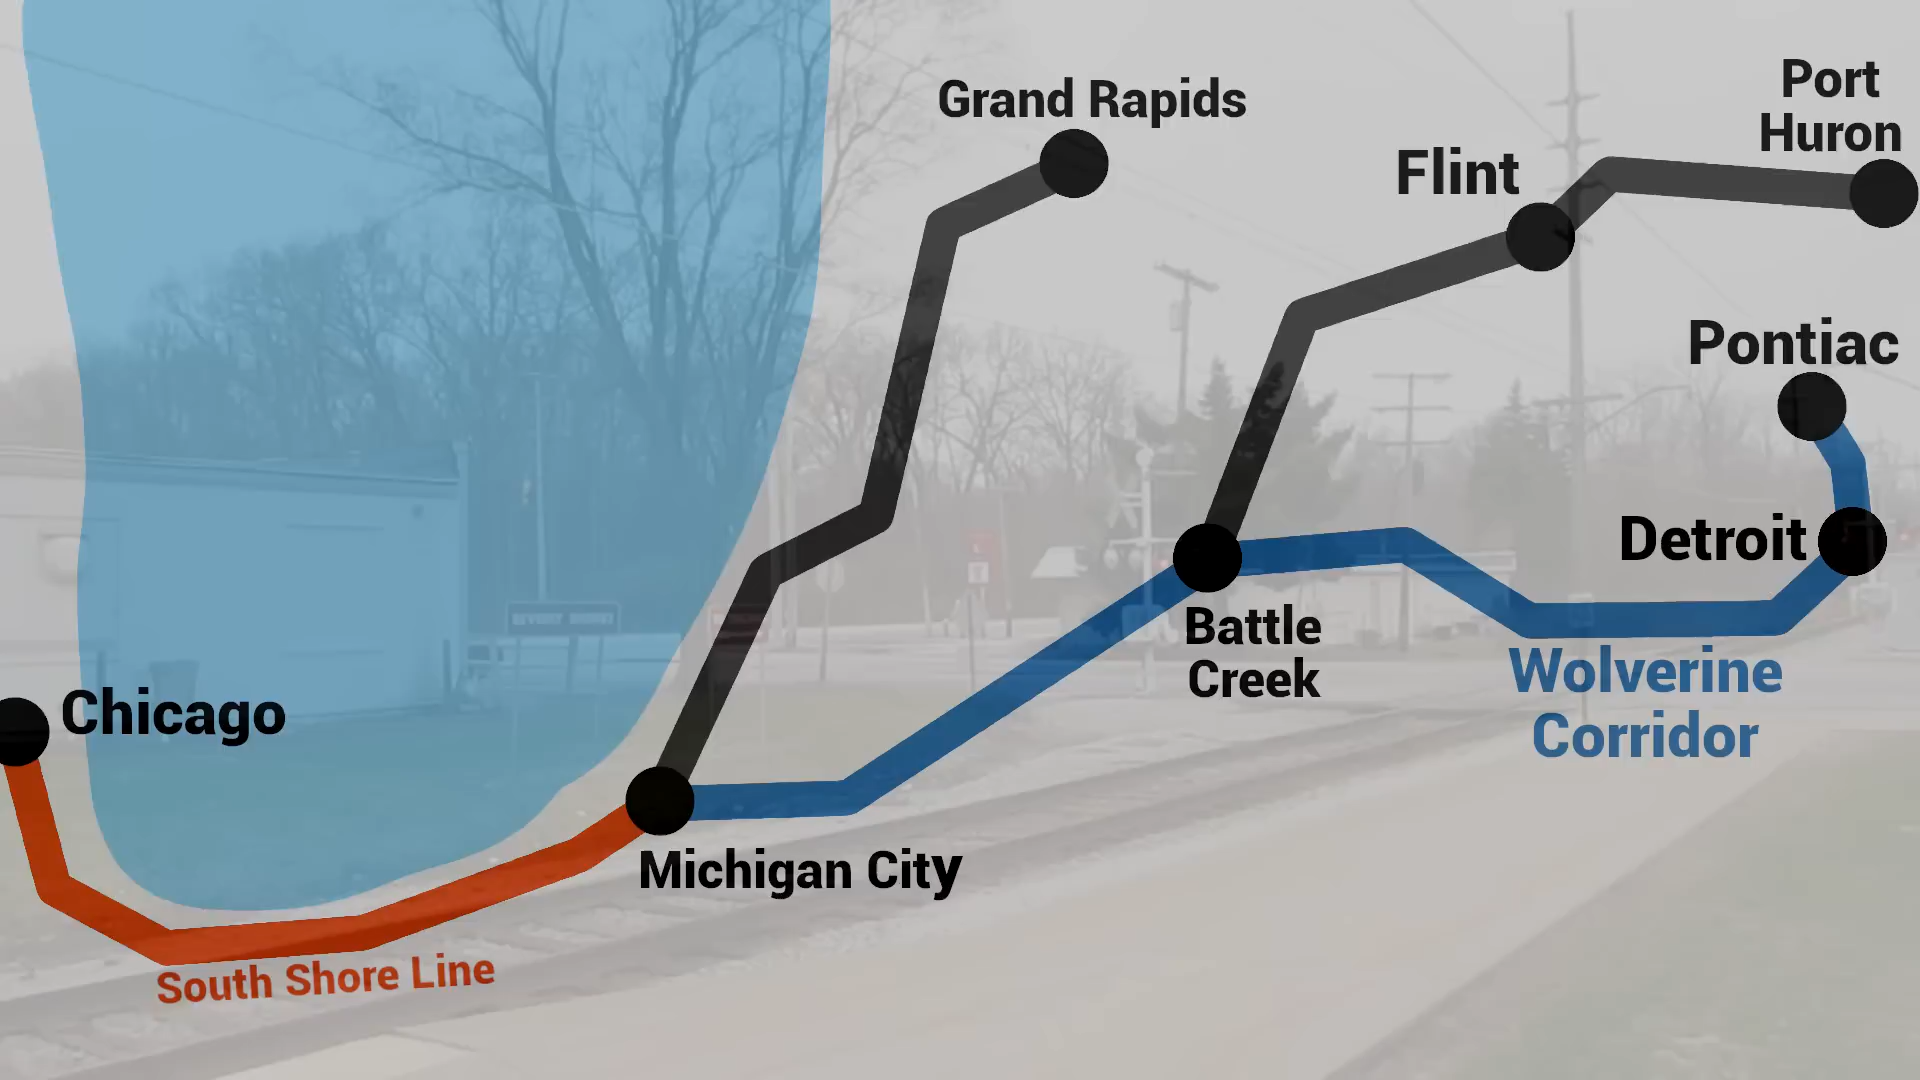 Grand Rapids
Port
Huron
Flint
Pontiac
Detroit
Battle
Creek
Wolverine
Corridor
Chicago
Michigan City
South Shore Line